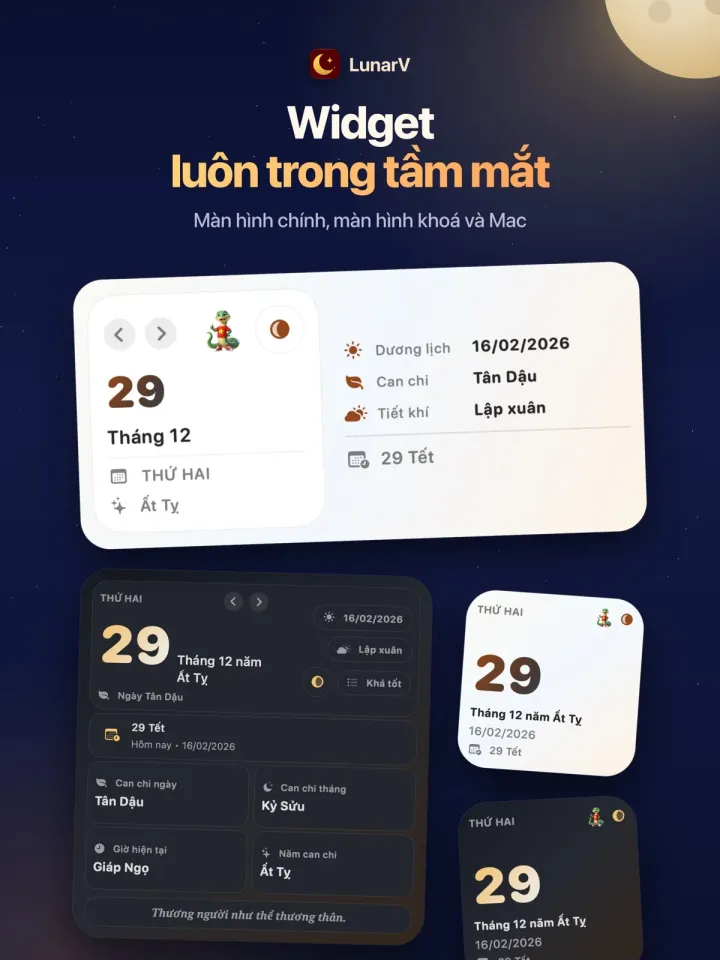 LunarV
Widget
luôn trong tầm mắt
Màn hình chính, màn hình khoá và Mac
29
Tháng 12
THỨ HAI
Ất Tỵ
Dương lịch 16/02/2026
Can chi Tân Dậu
Tiết khí Lập xuân
29 Tết
THỨ HAI
29
Tháng 12 năm
Ất Tỵ
Ngày Tân Dậu
16/02/2026
Lập xuân
Khá tốt
29 Tết
Hôm nay • 16/02/2026
Can chi ngày
Tân Dậu
Can chi tháng
Kỷ Sửu
Giờ hiện tại
Giáp Ngọ
Năm can chi
Ất Tỵ
Thương người như thể thương thân.
THỨ HAI
29
Tháng 12 năm Ất Tỵ
16/02/2026
29 Tết
THỨ HAI
29
Tháng 12 năm Ất Tỵ
16/02/2026
29 Tết